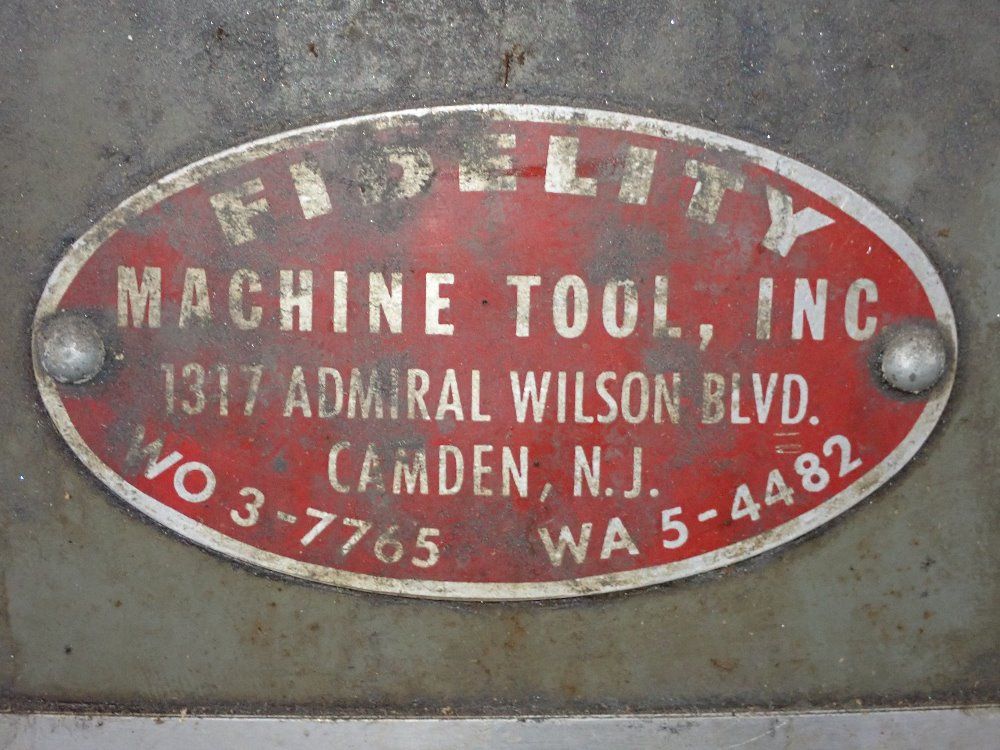 FIDELITY
MACHINE TOOL, INC.
1317 ADMIRAL WILSON BLVD.
CAMDEN, N.J.
WO 3-7765 WA 5-4482